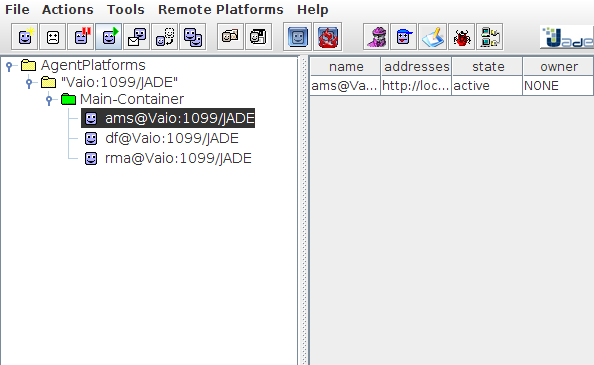 File Actions Tools Remote Platforms Help
Jade
AgentPlatforms
"Vaio:1099/JADE"
Main-Container
ams@Vaio:1099/JADE
df@Vaio:1099/JADE
rma@Vaio:1099/JADE
name addresses state owner
ams@Va... http://loc... active NONE